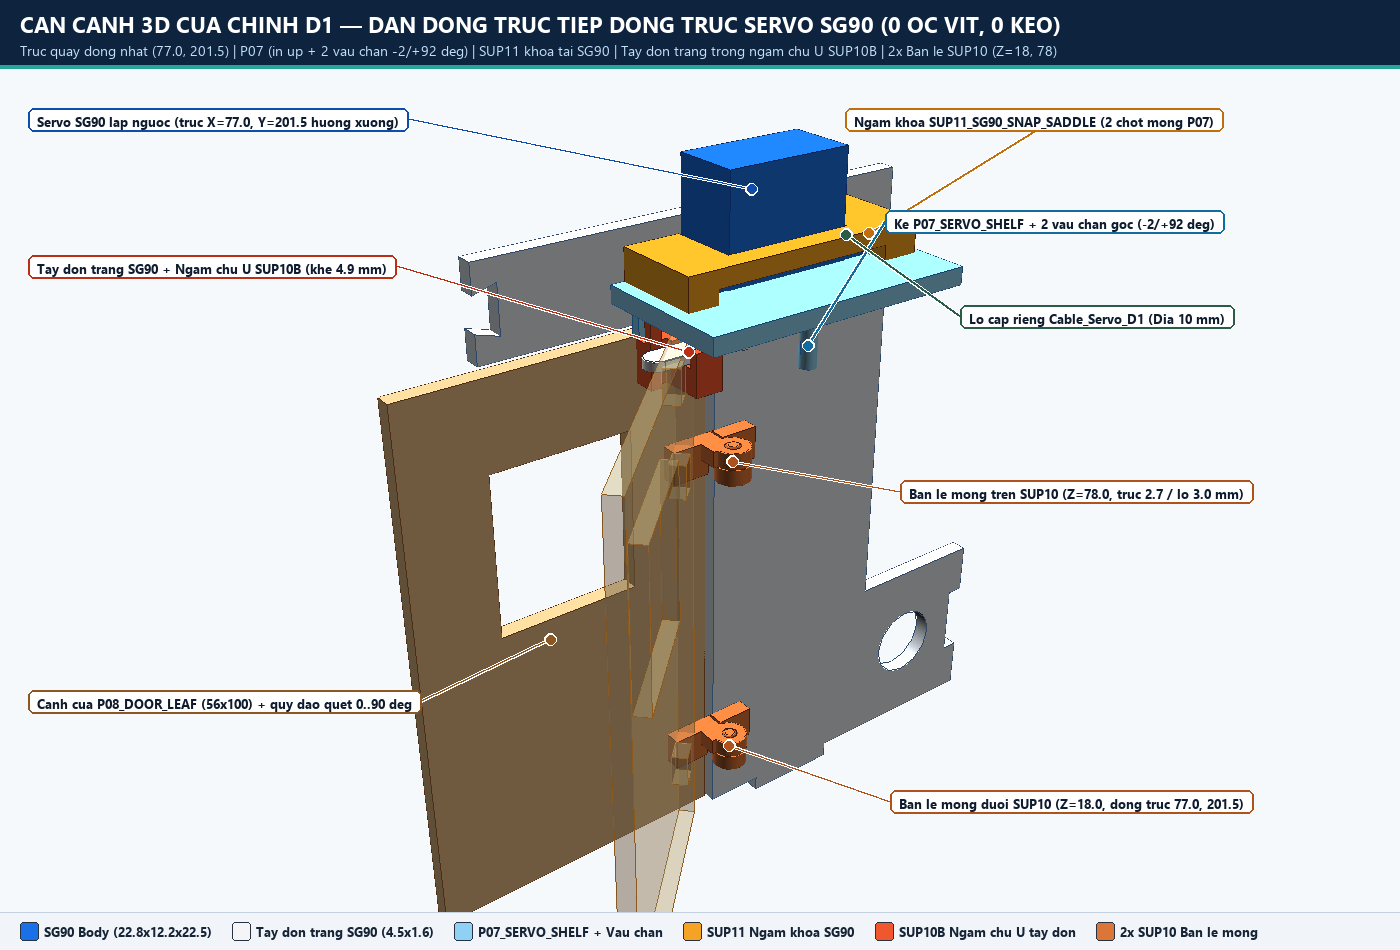 CAN CANH 3D CUA CHINH D1 — DAN DONG TRUC TIEP DONG TRUC SERVO SG90 (0 OC VIT, 0 KEO)
Truc quay dong nhat (77.0, 201.5) | P07 (in up + 2 vau chan -2/+92 deg) | SUP11 khoa tai SG90 | Tay don trang trong ngam chu U SUP10B | 2x Ban le SUP10 (Z=18, 78)
Servo SG90 lap nguoc (truc X=77.0, Y=201.5 huong xuong)
Ngam khoa SUP11_SG90_SNAP_SADDLE (2 chot mong P07)
Ke P07_SERVO_SHELF + 2 vau chan goc (-2/+92 deg)
Tay don trang SG90 + Ngam chu U SUP10B (khe 4.9 mm)
Lo cap rieng Cable_Servo_D1 (Dia 10 mm)
Ban le mong tren SUP10 (Z=78.0, truc 2.7 / lo 3.0 mm)
Canh cua P08_DOOR_LEAF (56x100) + quy dao quet 0..90 deg
Ban le mong duoi SUP10 (Z=18.0, dong truc 77.0, 201.5)
SG90 Body (22.8x12.2x22.5)
Tay don trang SG90 (4.5x1.6)
P07_SERVO_SHELF + Vau chan
SUP11 Ngam khoa SG90
SUP10B Ngam chu U tay don
2x SUP10 Ban le mong